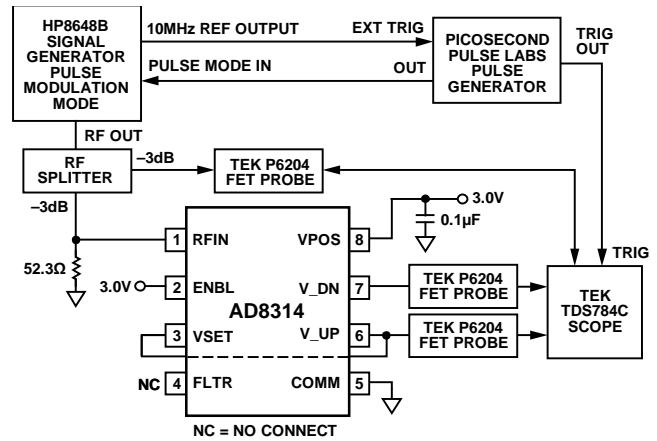 HP8648B
SIGNAL
GENERATOR
PULSE
MODULATION
MODE
10MHz REF OUTPUT
EXT TRIG
PULSE MODE IN
OUT
PICOSECOND
PULSE LABS
PULSE
GENERATOR
TRIG
OUT
RF OUT
RF
SPLITTER
–3dB
–3dB
TEK P6204
FET PROBE
3.0V
0.1µF
52.3Ω
3.0V
1 RFIN
2 ENBL
3 VSET
4 FLTR
AD8314
VPOS 8
V_DN 7
V_UP 6
COMM 5
NC
TEK P6204
FET PROBE
TEK P6204
FET PROBE
TRIG
TEK
TDS784C
SCOPE
NC = NO CONNECT